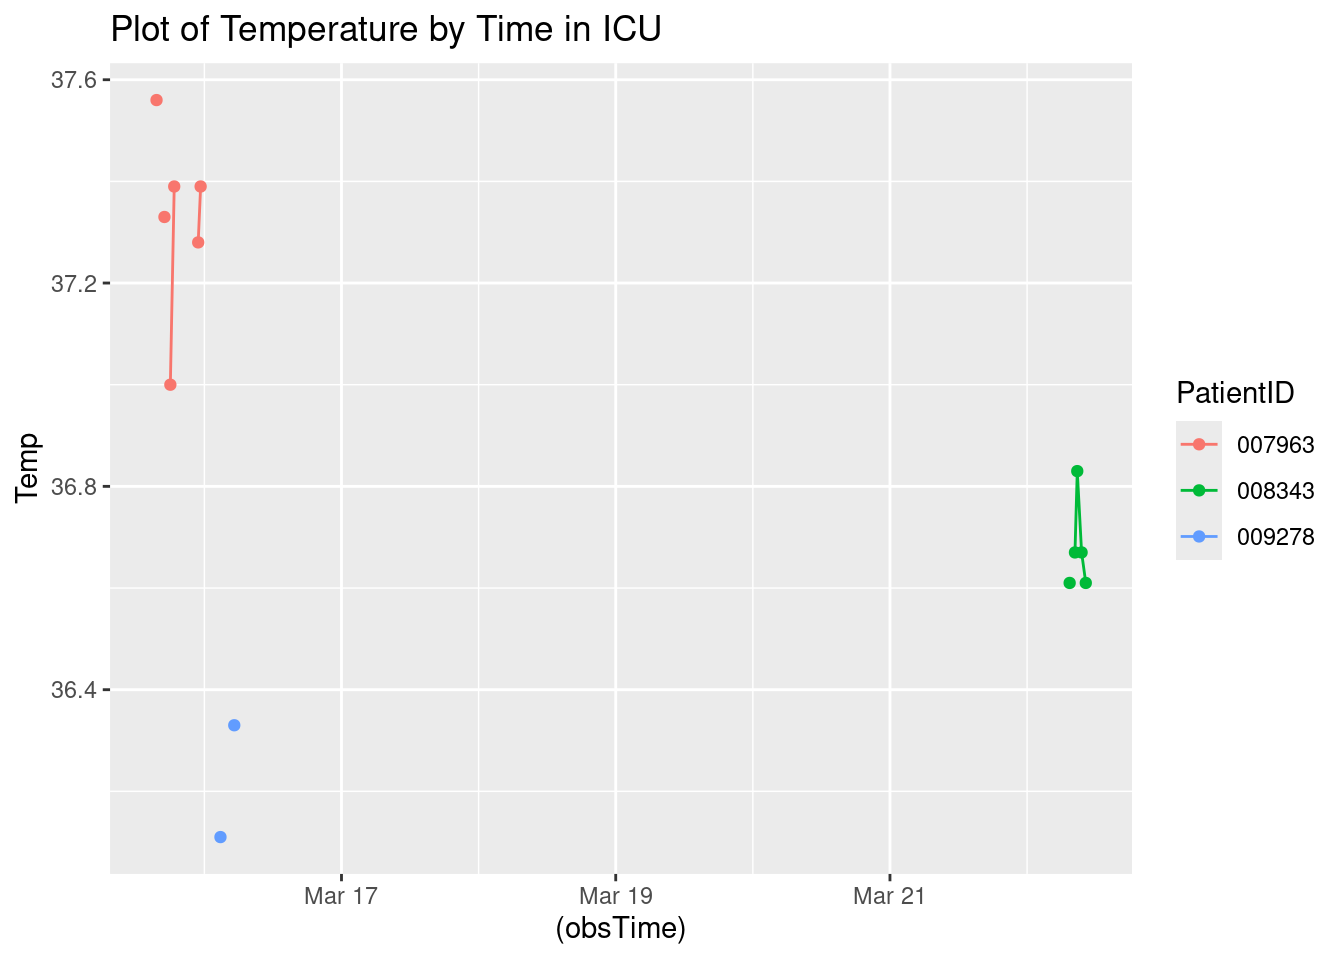 Plot of Temperature by Time in ICU
37.6
37.2
36.8
36.4
Temp
Mar 17
Mar 19
Mar 21
(obsTime)
PatientID
007963
008343
009278